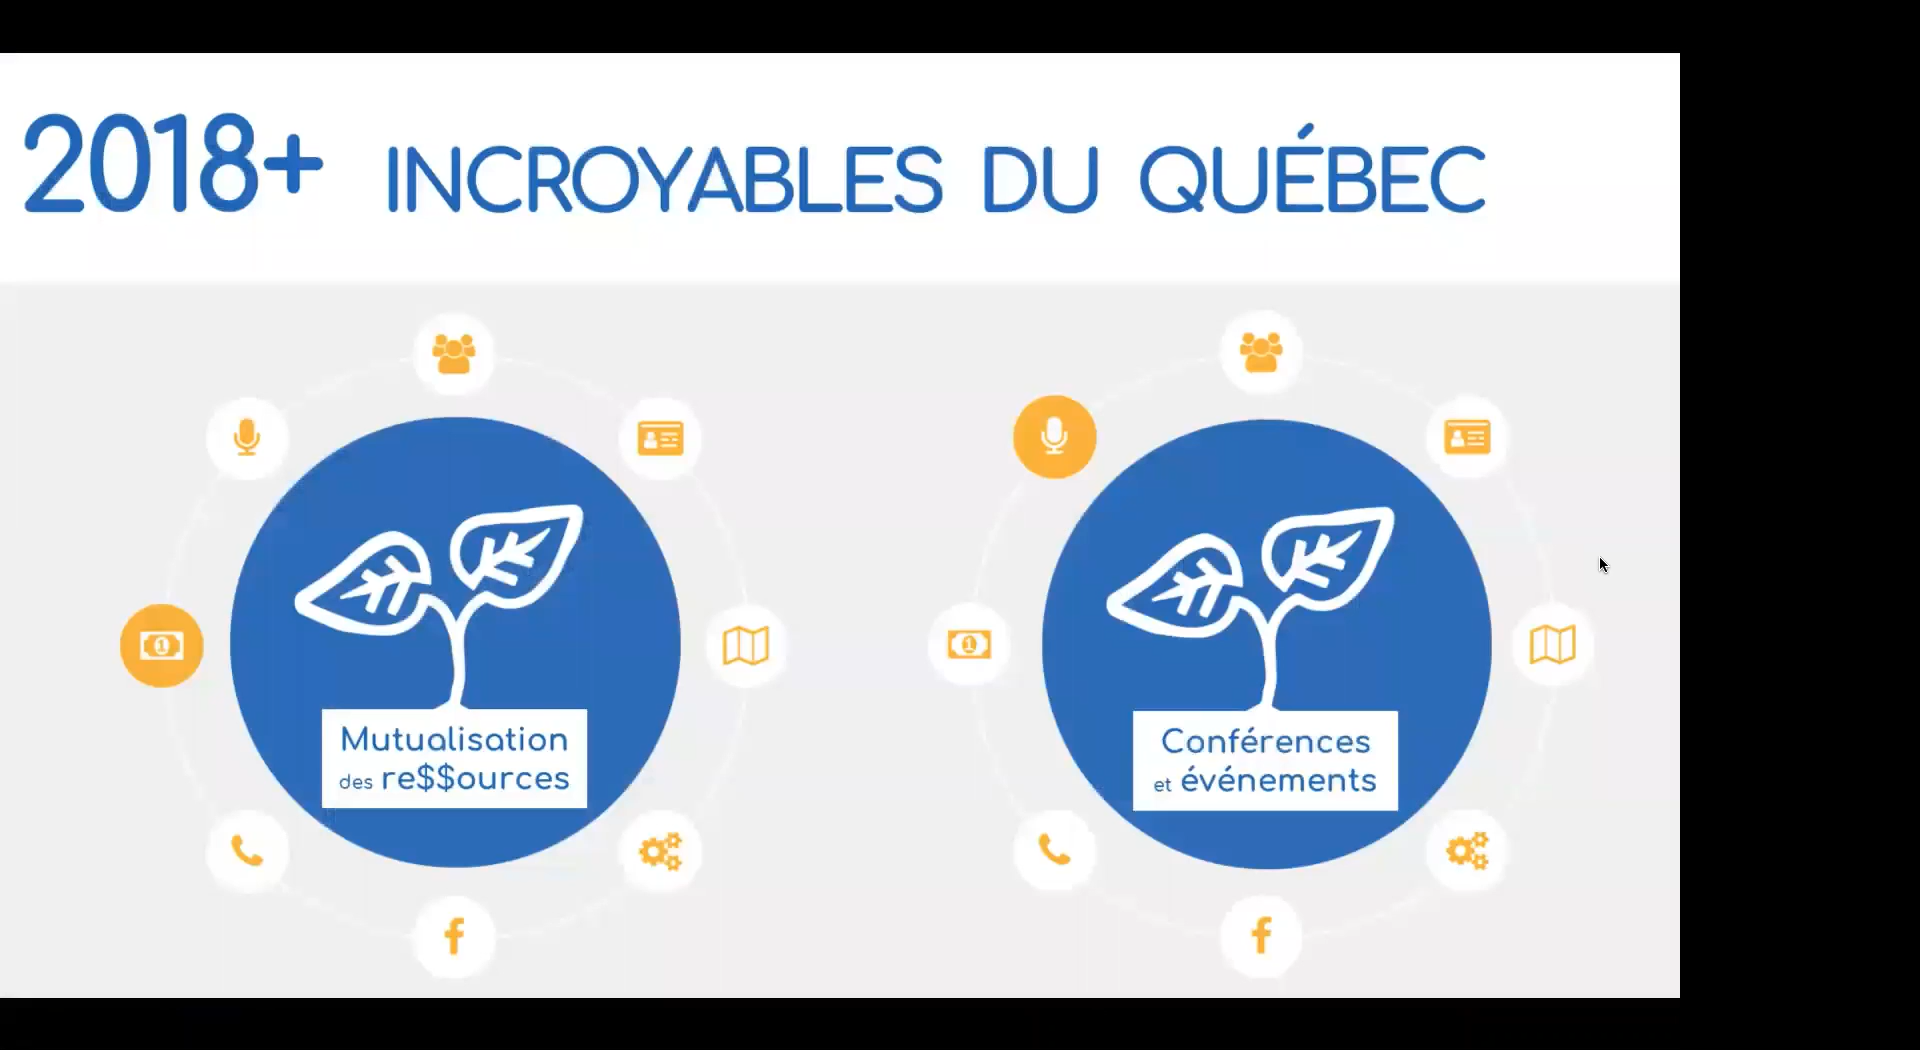 2018+ INCROYABLES DU QUÉBEC
Mutualisation
des re$$ources
Conférences
et événements